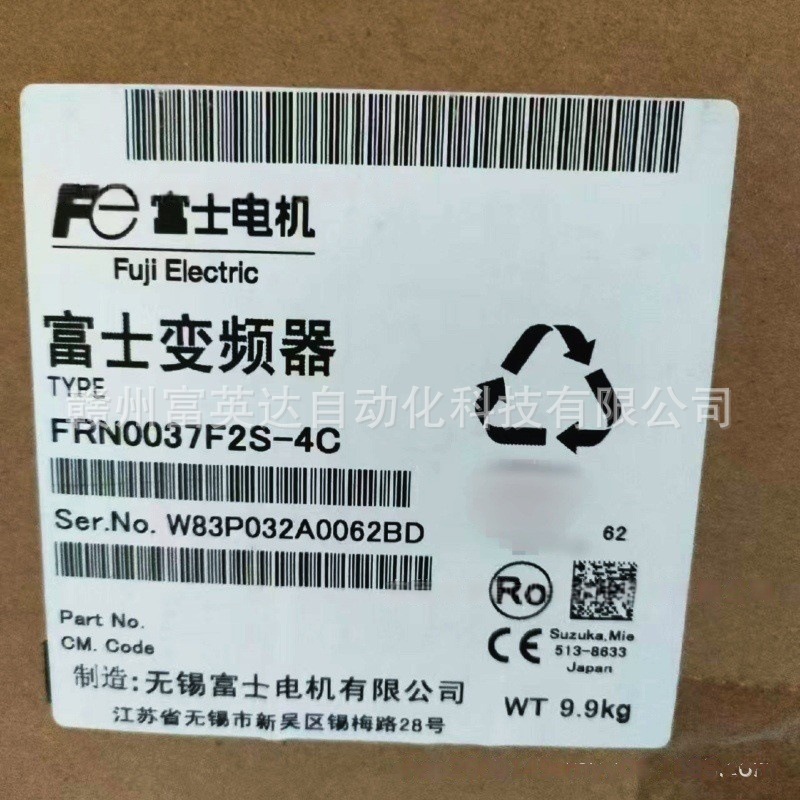 Fe 富士电机
Fuji Electric
富士变频器
TYPE
赣州富英达自动化科技有限公司
FRN0037F2S-4C
Ser.No. W83P032A0062BD
62
Ro
Part No.
CM. Code
CE
Suzuka,Mie
513-8633
Japan
制造:无锡富士电机有限公司
江苏省无锡市新吴区锡梅路28号
WT 9.9kg